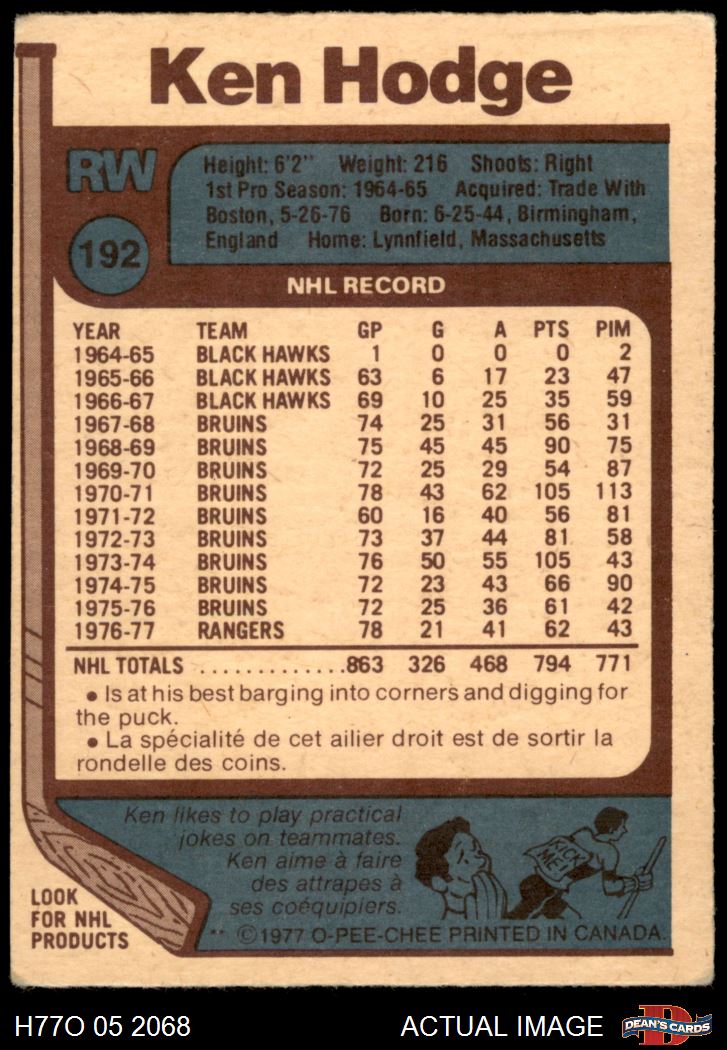 Ken Hodge
RW
192
Height: 6'2" Weight: 216 Shoots: Right
1st Pro Season: 1964-65 Acquired: Trade With
Boston, 5-26-76 Born: 6-25-44, Birmingham,
England Home: Lynnfield, Massachusetts
NHL RECORD
YEAR TEAM GP G A PTS PIM
1964-65 BLACK HAWKS 1 0 0 0 2
1965-66 BLACK HAWKS 63 6 17 23 47
1966-67 BLACK HAWKS 69 10 25 35 59
1967-68 BRUINS 74 25 31 56 31
1968-69 BRUINS 75 45 45 90 75
1969-70 BRUINS 72 25 29 54 87
1970-71 BRUINS 78 43 62 105 113
1971-72 BRUINS 60 16 40 56 81
1972-73 BRUINS 73 37 44 81 58
1973-74 BRUINS 76 50 55 105 43
1974-75 BRUINS 72 23 43 66 90
1975-76 BRUINS 72 25 36 61 42
1976-77 RANGERS 78 21 41 62 43
NHL TOTALS .............863 326 468 794 771
• Is at his best barging into corners and digging for
the puck.
• La spécialité de cet ailier droit est de sortir la
rondelle des coins.
Ken likes to play practical
jokes on teammates.
Ken aime à faire
des attrapes à
ses coéquipiers.
KICK
ME!
LOOK
FOR NHL
PRODUCTS
** ©1977 O-PEE-CHEE PRINTED IN CANADA.
H77O 05 2068 ACTUAL IMAGE
D
DEAN'S CARDS